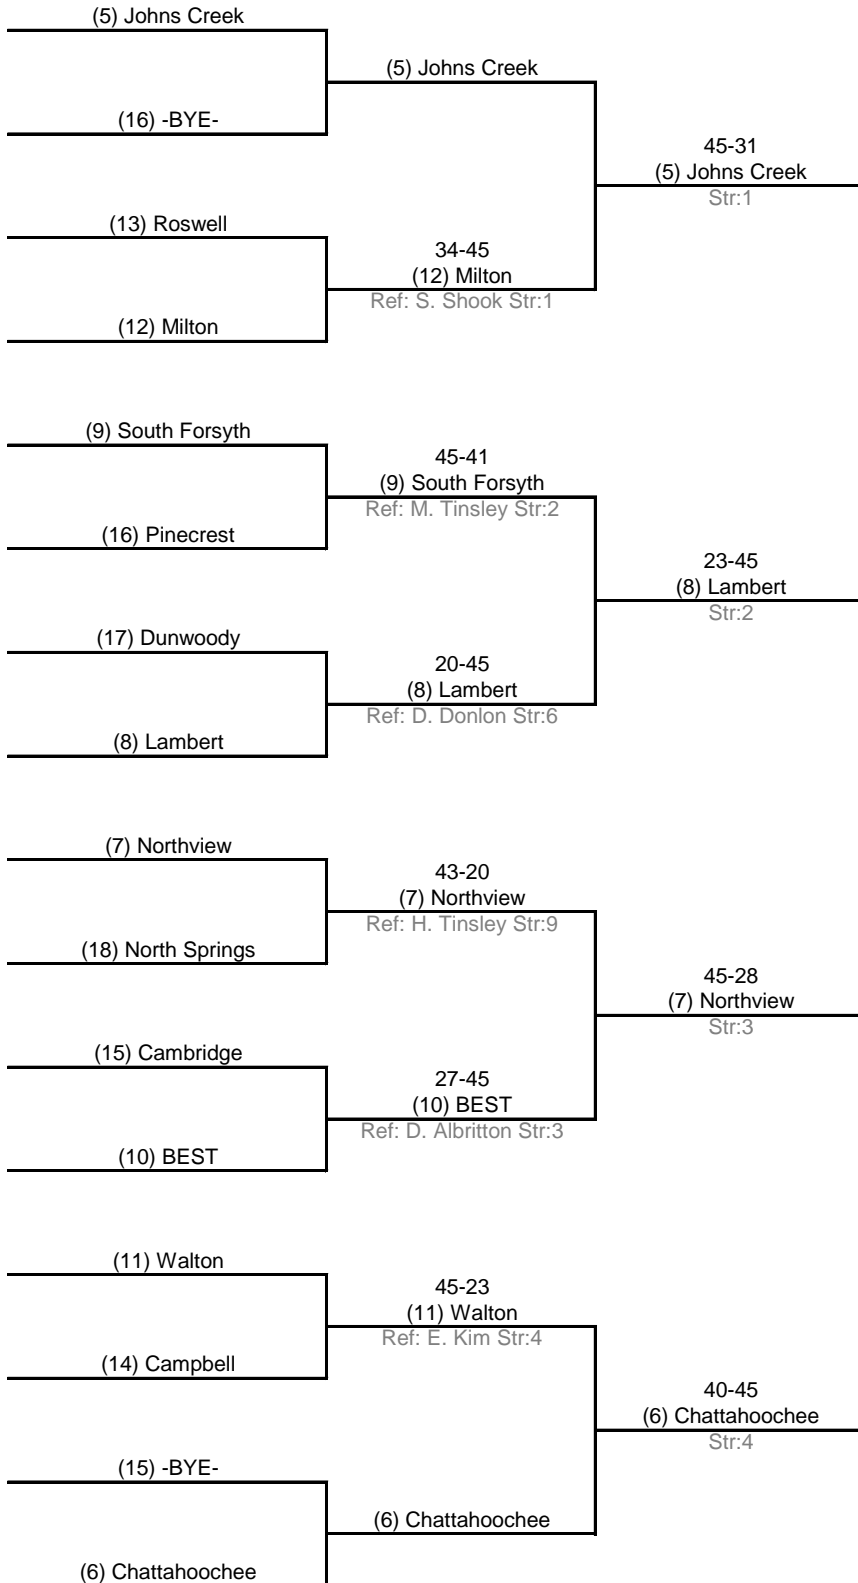 (5) Johns Creek
(16) -BYE-
(13) Roswell
(12) Milton
(9) South Forsyth
(16) Pinecrest
(17) Dunwoody
(8) Lambert
(7) Northview
(18) North Springs
(15) Cambridge
(10) BEST
(11) Walton
(14) Campbell
(15) -BYE-
(6) Chattahoochee
(5) Johns Creek
34-45
(12) Milton
Ref: S. Shook Str:1
45-41
(9) South Forsyth
Ref: M. Tinsley Str:2
20-45
(8) Lambert
Ref: D. Donlon Str:6
43-20
(7) Northview
Ref: H. Tinsley Str:9
27-45
(10) BEST
Ref: D. Albritton Str:3
45-23
(11) Walton
Ref: E. Kim Str:4
(6) Chattahoochee
45-31
(5) Johns Creek
Str:1
23-45
(8) Lambert
Str:2
45-28
(7) Northview
Str:3
40-45
(6) Chattahoochee
Str:4